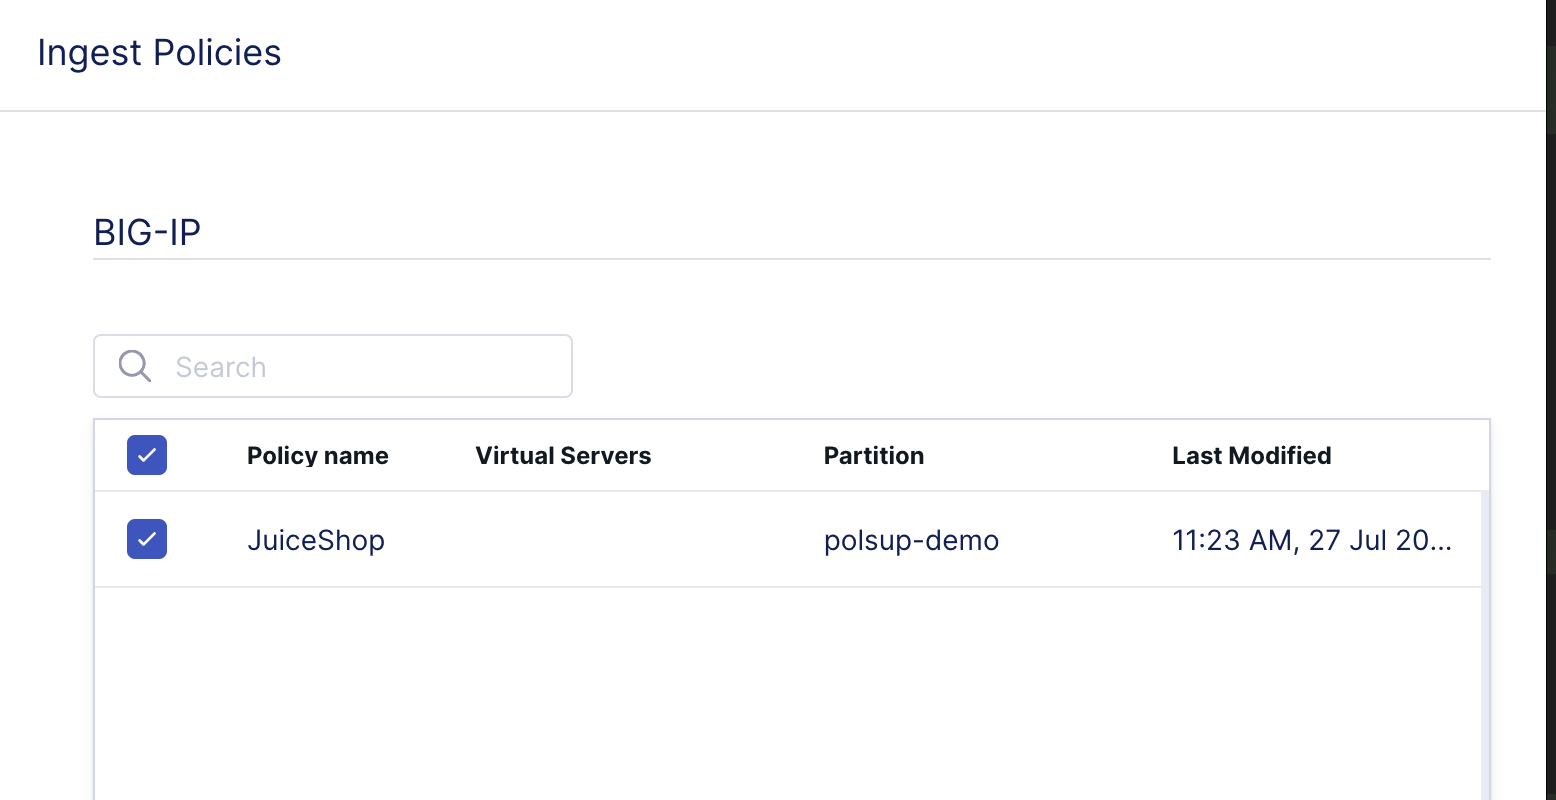 Ingest Policies
BIG-IP
Search
Policy name Virtual Servers Partition Last Modified
JuiceShop polsup-demo 11:23 AM, 27 Jul 20...